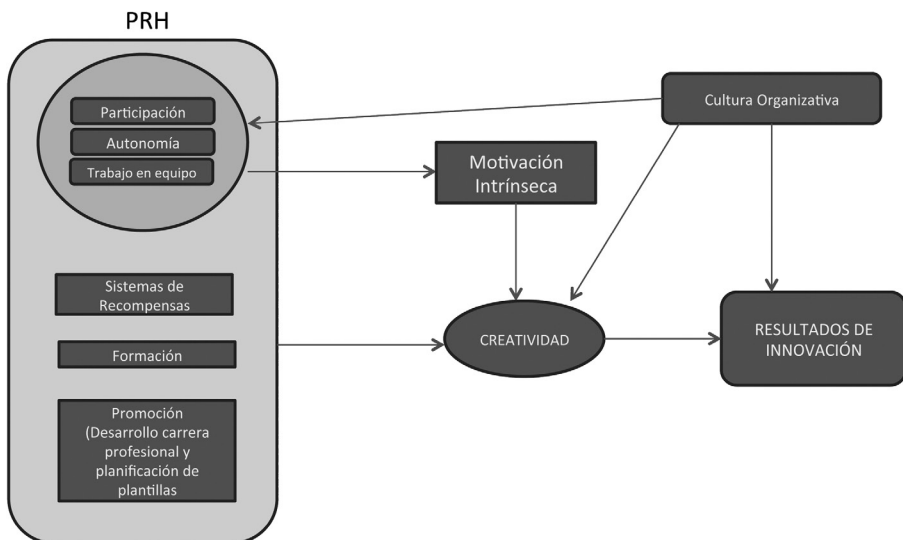 PRH
Participación
Autonomía
Trabajo en equipo
Sistemas de
Recompensas
Formación
Promoción
(Desarrollo carrera
profesional y
planificación de
plantillas
Motivación
Intrínseca
CREATIVIDAD
Cultura Organizativa
RESULTADOS DE
INNOVACIÓN